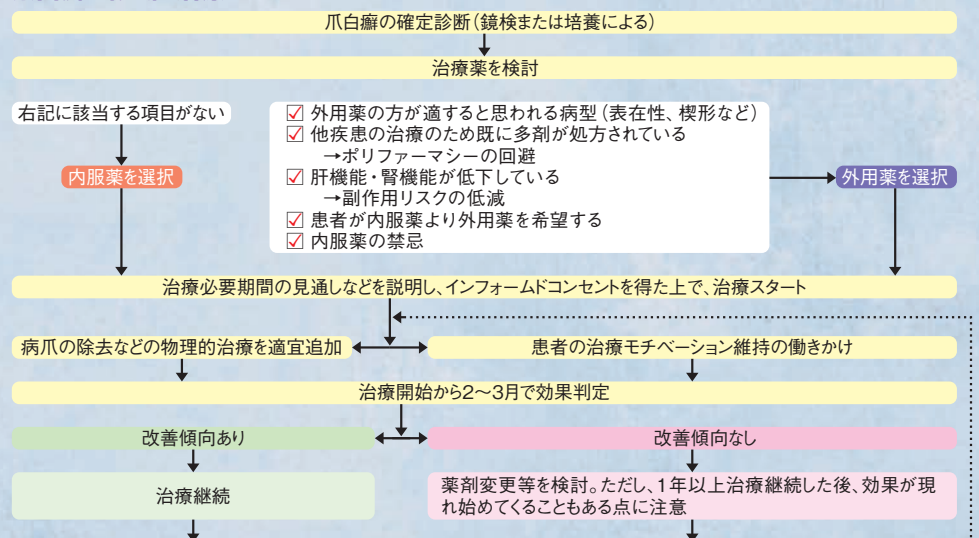 爪白癬の確定診断（鏡検または培養による）
治療薬を検討
右記に該当する項目がない
内服薬を選択
外用薬の方が適すると思われる病型（表在性、楔形など）
他疾患の治療のため既に多剤が処方されている
→ポリファーマシーの回避
肝機能・腎機能が低下している
→副作用リスクの低減
患者が内服薬より外用薬を希望する
内服薬の禁忌
外用薬を選択
治療必要期間の見通しなどを説明し、インフォームドコンセントを得た上で、治療スタート
病爪の除去などの物理的治療を適宜追加
患者の治療モチベーション維持の働きかけ
治療開始から2〜3月で効果判定
改善傾向あり
改善傾向なし
治療継続
薬剤変更等を検討。ただし、1年以上治療継続した後、効果が現
れ始めてくることもある点に注意